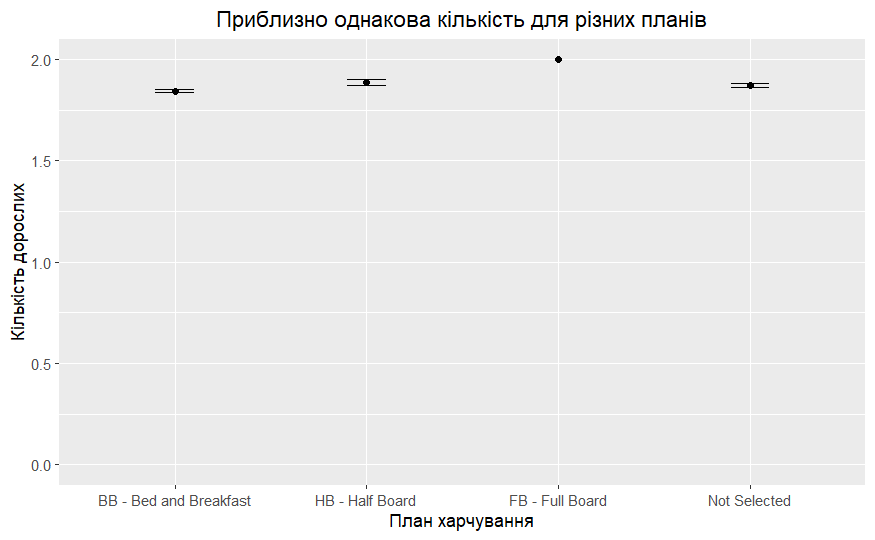 Приблизно однакова кількість для різних планів
Кількість дорослих
2.0
1.5
1.0
0.5
0.0
BB - Bed and Breakfast
HB - Half Board
FB - Full Board
Not Selected
План харчування